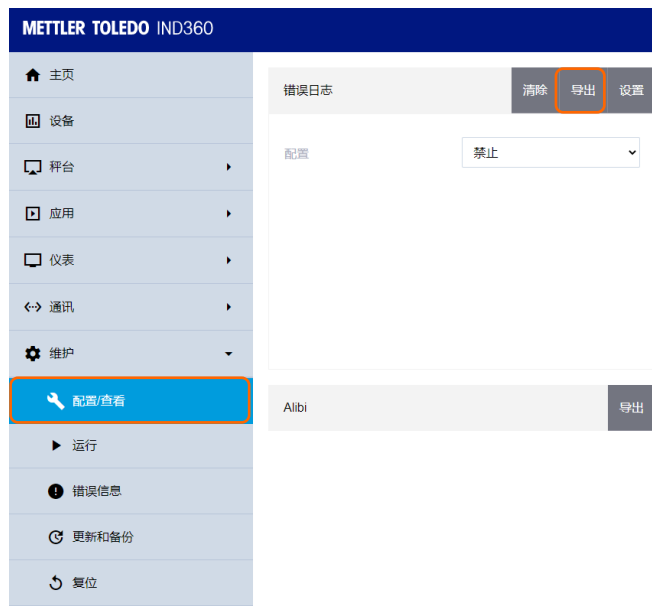 METTLER TOLEDO IND360
主页
设备
秤台
应用
仪表
通讯
维护
配置/查看
运行
错误信息
更新和备份
复位
错误日志 清除 导出 设置
配置 禁止
Alibi 导出